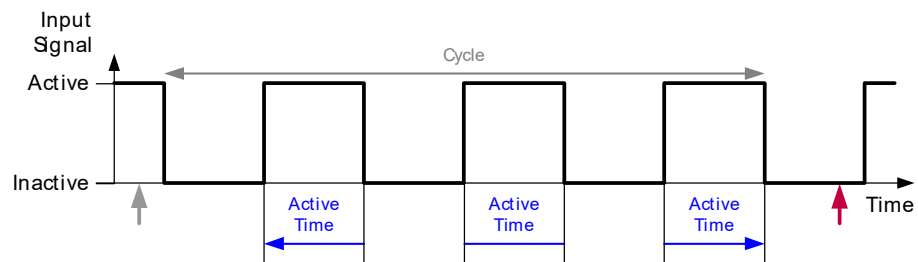 Input
Signal
Cycle
Active
Inactive
Active
Time
Active
Time
Active
Time
Time